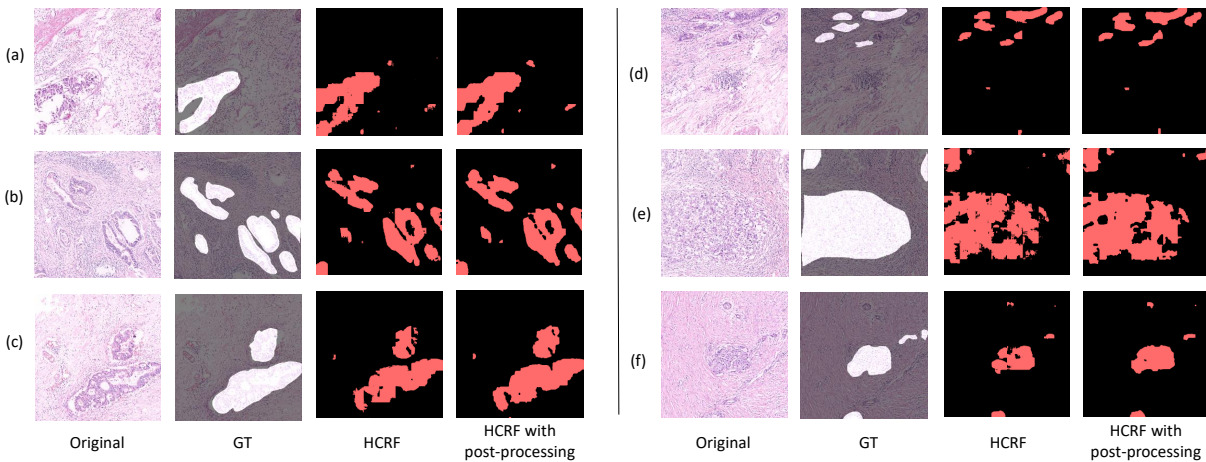 (a)
(b)
(c)
Original GT HCRF HCRF with
post-processing
(d)
(e)
(f)
Original GT HCRF HCRF with
post-processing